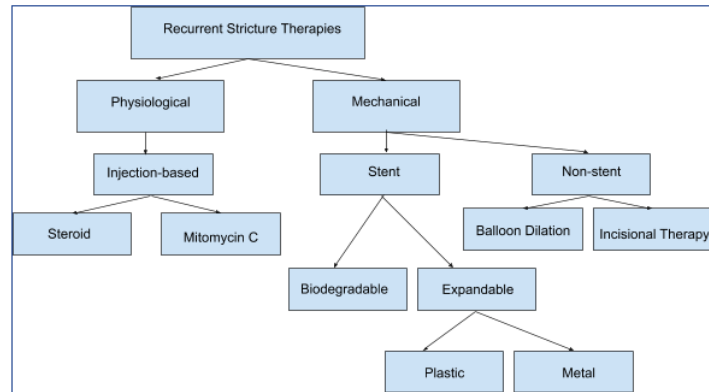 Recurrent Stricture Therapies
Physiological
Mechanical
Injection-based
Stent
Non-stent
Steroid
Mitomycin C
Balloon Dilation
Incisional Therapy
Biodegradable
Expandable
Plastic
Metal